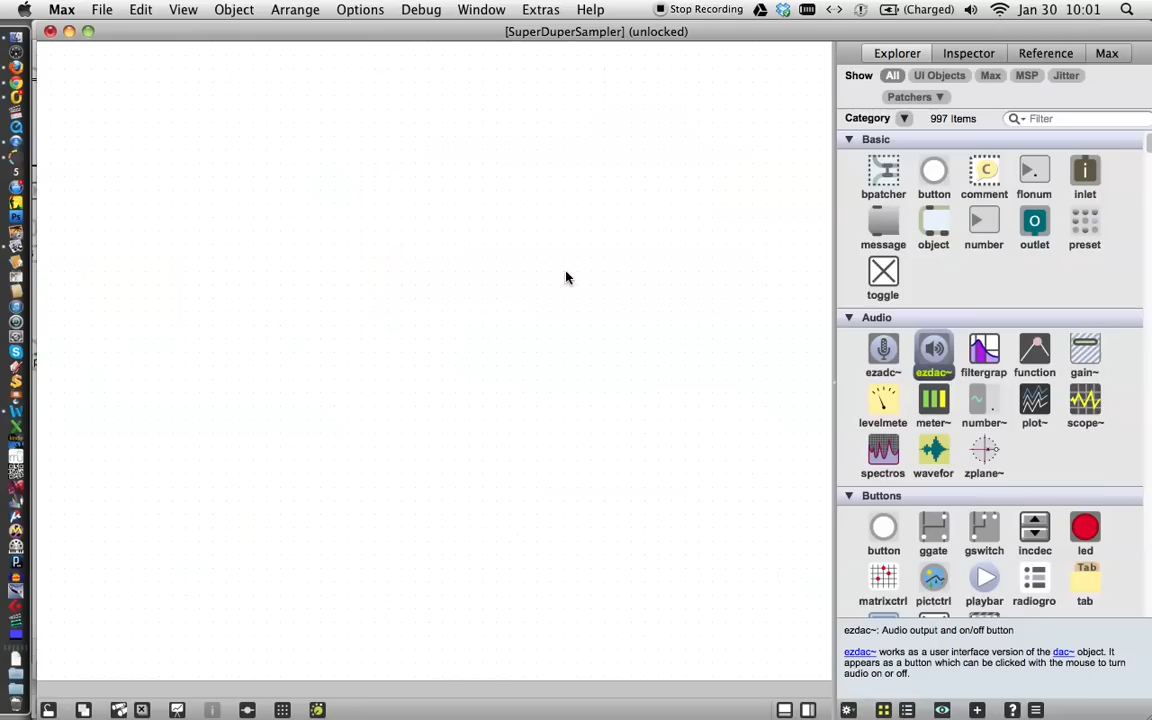 Max File Edit View Object Arrange Options Debug Window Extras Help Stop Recording (Charged) Jan 30 10:01
[SuperDuperSampler] (unlocked)
Explorer Inspector Reference Max
Show All UI Objects Max MSP Jitter
Patchers ▼
Category ▼ 997 Items Filter
Basic
bpatcher button comment flonum inlet
message object number outlet preset
toggle
Audio
ezadc~ ezdac~ filtergrap function gain~
levelmete meter~ number~ plot~ scope~
spectros wavefor zplane~
Buttons
button ggate gswitch incdec led
Tab
matrixctrl pictctrl playbar radiogro tab
ezdac~: Audio output and on/off button
ezdac~ works as a user interface version of the dac~ object. It
appears as a button which can be clicked with the mouse to turn
audio on or off.